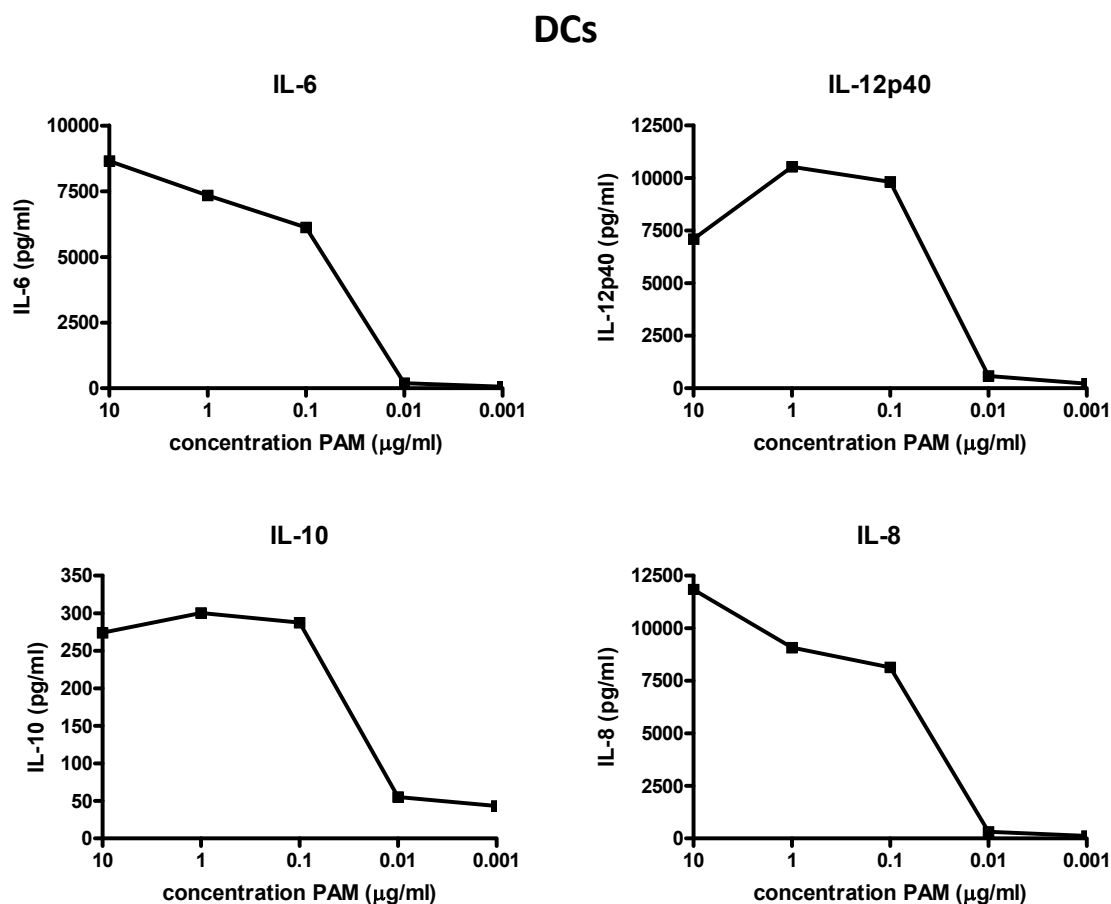 DCs
IL-6
10000
7500
5000
2500
0
IL-6 (pg/ml)
10 1 0.1 0.01 0.001
concentration PAM (μg/ml)
IL-12p40
12500
10000
7500
5000
2500
0
IL-12p40 (pg/ml)
10 1 0.1 0.01 0.001
concentration PAM (μg/ml)
IL-10
350
300
250
200
150
100
50
0
IL-10 (pg/ml)
10 1 0.1 0.01 0.001
concentration PAM (μg/ml)
IL-8
12500
10000
7500
5000
2500
0
IL-8 (pg/ml)
10 1 0.1 0.01 0.001
concentration PAM (μg/ml)